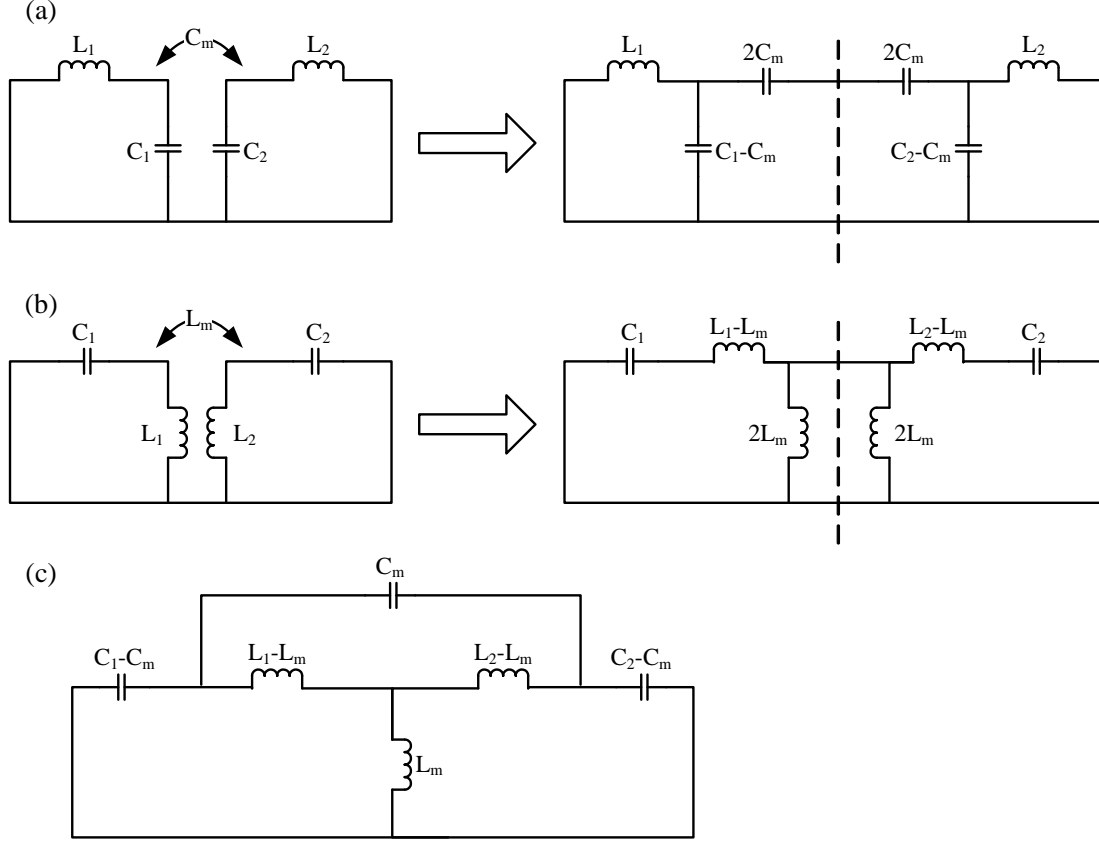 (a)
L1 Cm L2
C1 C2
L1 2Cm 2Cm L2
C1-Cm C2-Cm
(b)
C1 Lm C2
L1 L2
C1 L1-Lm L2-Lm C2
2Lm 2Lm
(c)
Cm
C1-Cm L1-Lm L2-Lm C2-Cm
Lm